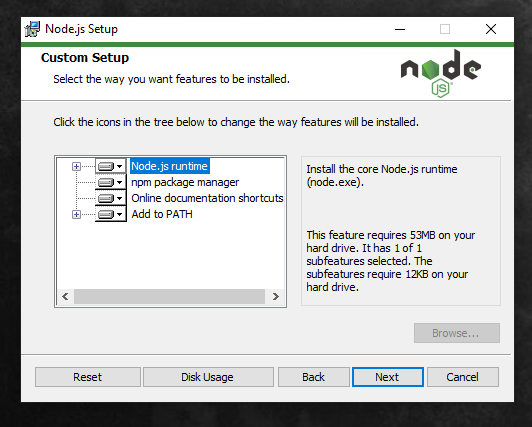 Node.js Setup
Custom Setup
Select the way you want features to be installed.
node
JS
Click the icons in the tree below to change the way features will be installed.
Node.js runtime
npm package manager
Online documentation shortcuts
Add to PATH
Install the core Node.js runtime
(node.exe).
This feature requires 53MB on your
hard drive. It has 1 of 1
subfeatures selected. The
subfeatures require 12KB on your
hard drive.
Browse...
Reset
Disk Usage
Back
Next
Cancel